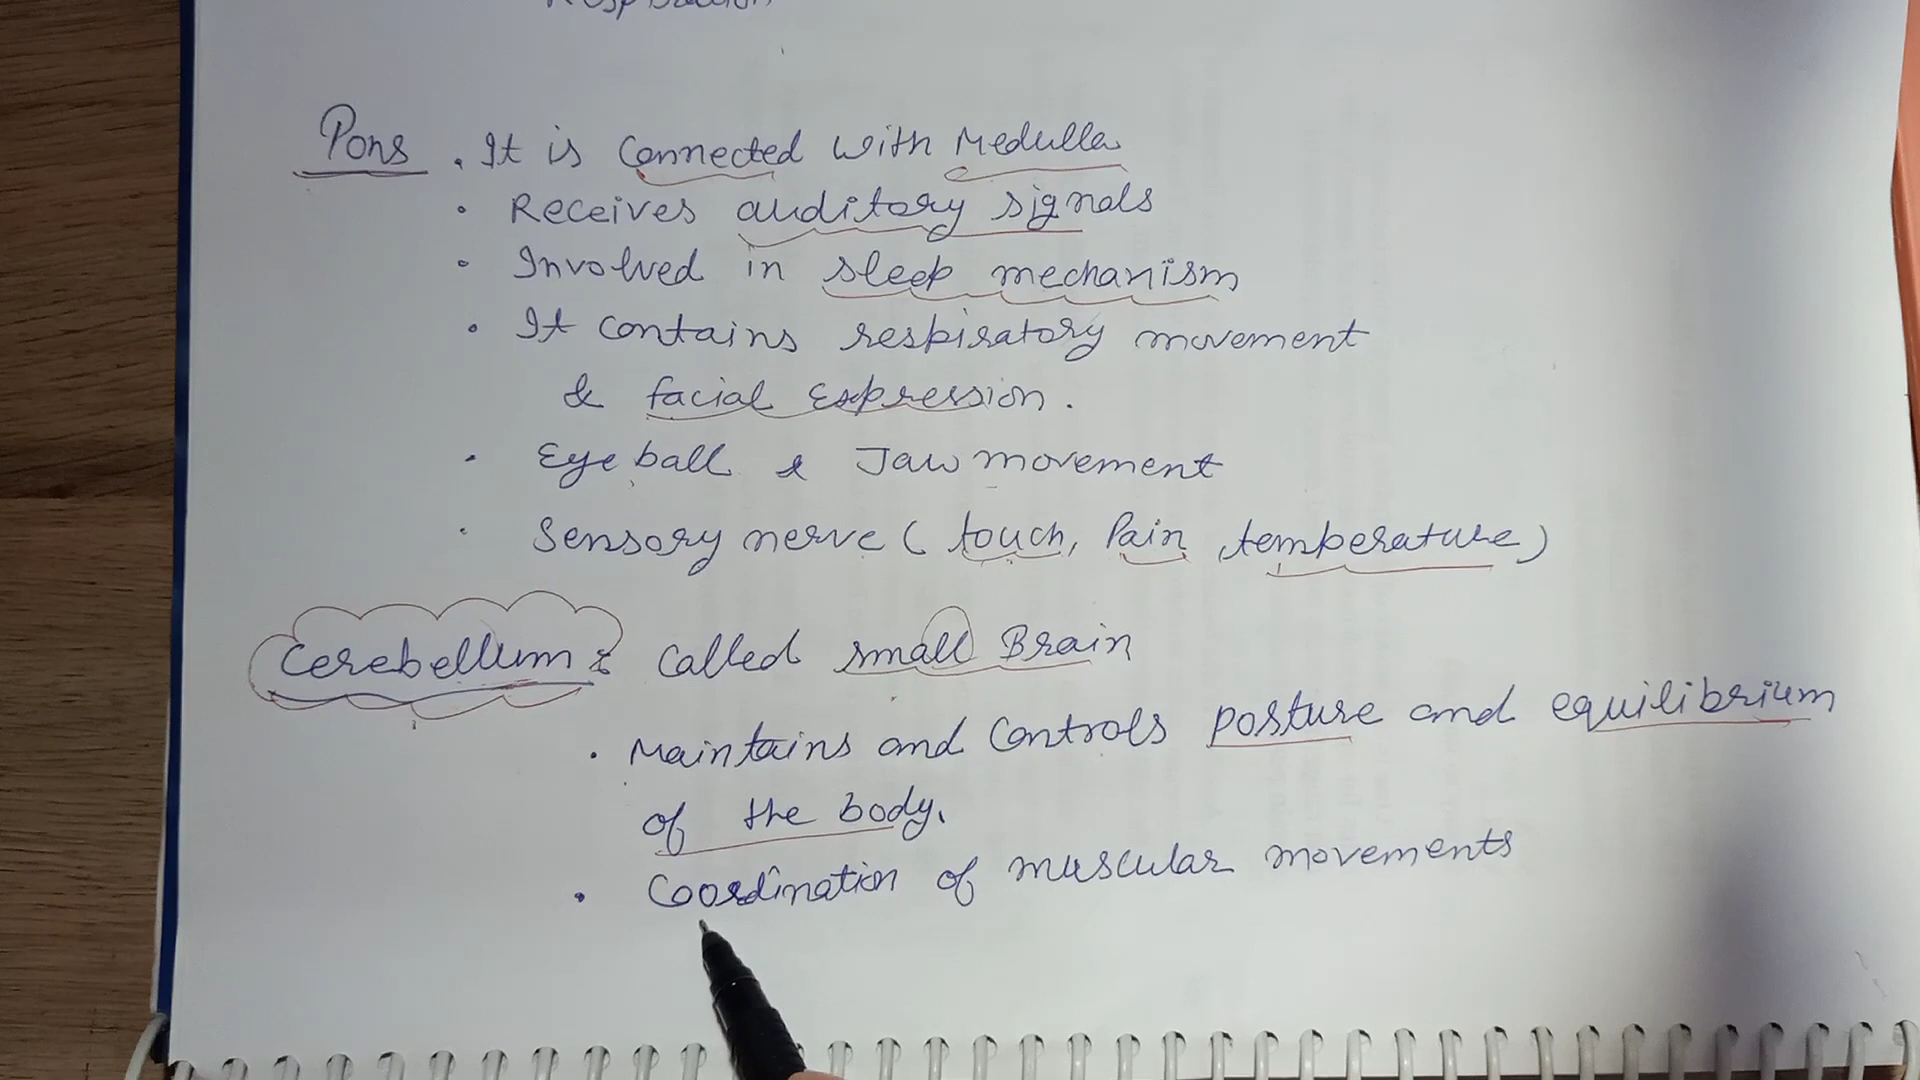 Respiration
Pons . It is Connected with Medulla
• Receives auditory signals
• Involved in sleep mechanism
• It contains respiratory movement
& facial expression.
• Eye ball & Jaw movement
• Sensory nerve ( touch, Pain, temperature)
Cerebellum : called small Brain
• Maintains and Controls posture and equilibrium
of the body.
• Coordination of muscular movements